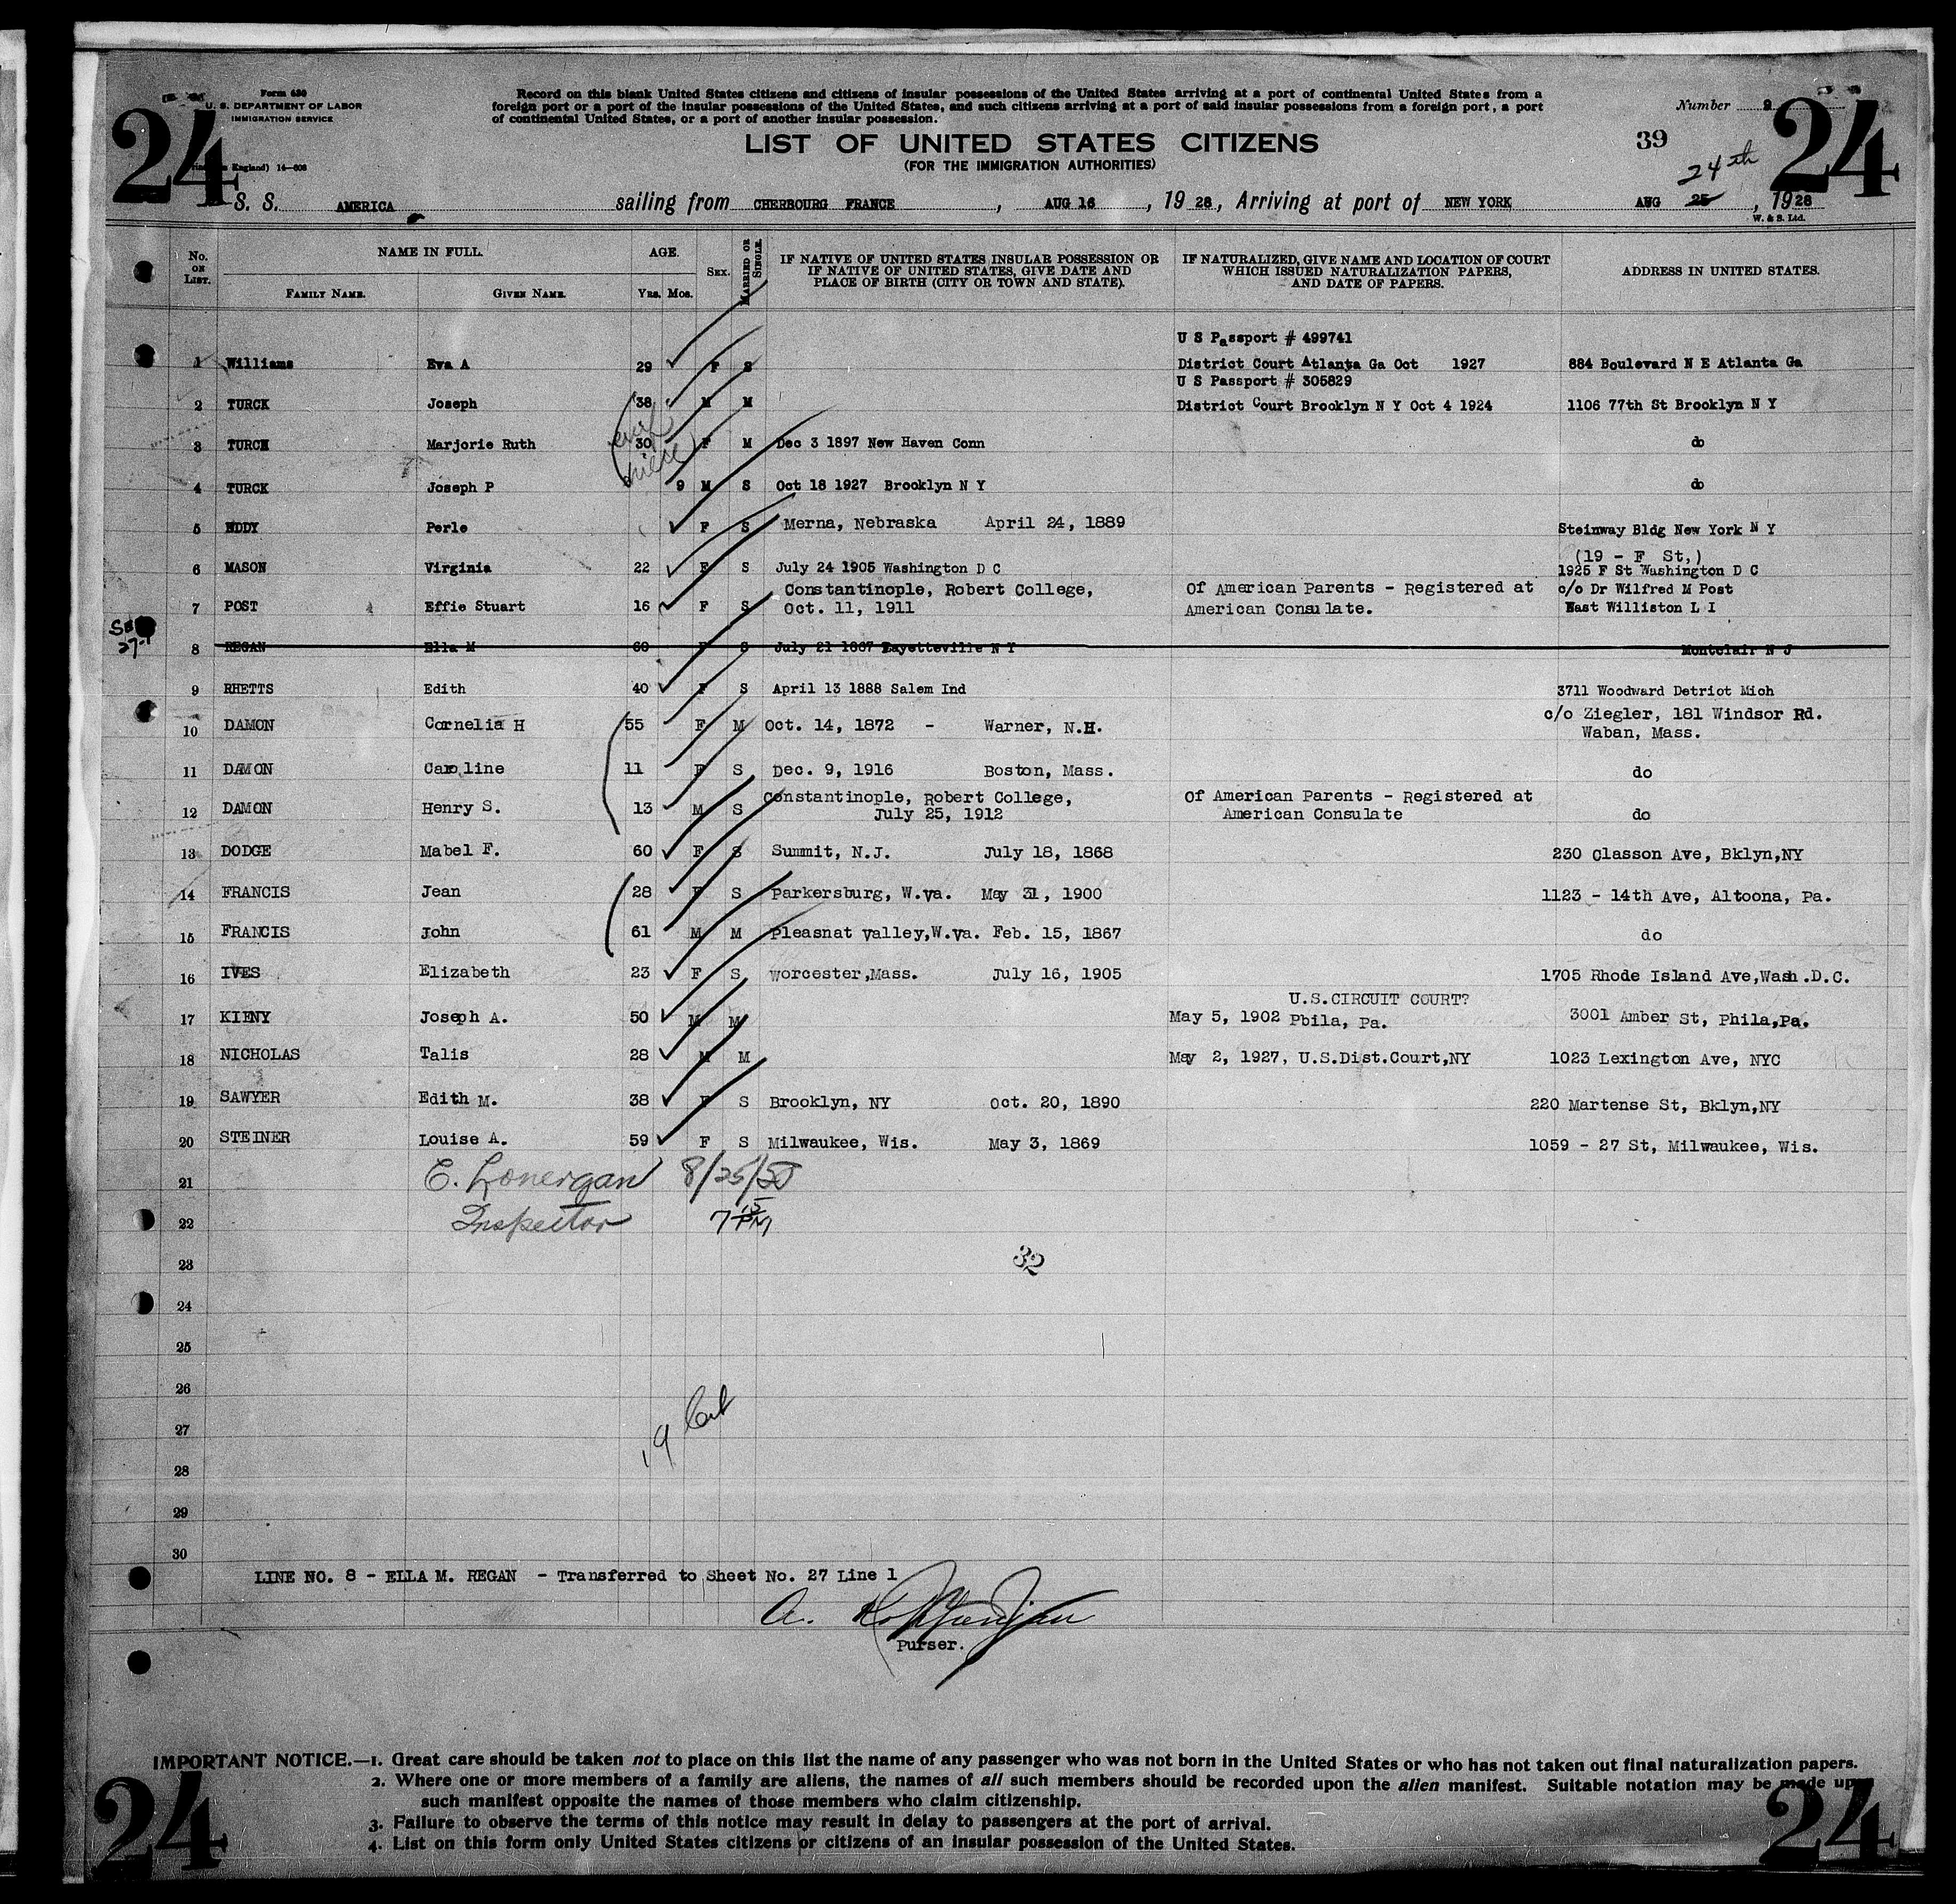 24
Form 630
U. S. DEPARTMENT OF LABOR
IMMIGRATION SERVICE
England) 14—608
Record on this blank United States citizens and citizens of insular possessions of the United States arriving at a port of continental United States from a
foreign port or a port of the insular possessions of the United States, and such citizens arriving at a port of said insular possessions from a foreign port, a port
of continental United States, or a port of another insular possession.
LIST OF UNITED STATES CITIZENS
(FOR THE IMMIGRATION AUTHORITIES)
Number 9
39
24
24th
S. S. AMERICA sailing from CHERBOURG FRANCE, AUG 16, 19 28, Arriving at port of NEW YORK AUG 25, 1928
W. & S. Ltd.
No. ON LIST. NAME IN FULL. AGE. SEX. MARRIED OR SINGLE. IF NATIVE OF UNITED STATES INSULAR POSSESSION OR IF NATIVE OF UNITED STATES, GIVE DATE AND PLACE OF BIRTH (CITY OR TOWN AND STATE). IF NATURALIZED, GIVE NAME AND LOCATION OF COURT WHICH ISSUED NATURALIZATION PAPERS, AND DATE OF PAPERS. ADDRESS IN UNITED STATES.
FAMILY NAME. GIVEN NAME. YRS. MOS.
U S Passport # 499741
1 Williams Eva A 29 F S District Court Atlanta Ga Oct 1927 884 Boulevard N E Atlanta Ga
U S Passport # 305829
2 TURCK Joseph 38 M M District Court Brooklyn N Y Oct 4 1924 1106 77th St Brooklyn N Y
3 TURCK Marjorie Ruth 30 F M Dec 3 1897 New Haven Conn do
4 TURCK Joseph P 9 M S Oct 18 1927 Brooklyn N Y do
5 EDDY Perle F S Merna, Nebraska April 24, 1889 Steinway Bldg New York N Y
(19 - F St,)
6 MASON Virginia 22 F S July 24 1905 Washington D C 1925 F St Washington D C
Constantinople, Robert College, Of American Parents - Registered at c/o Dr Wilfred M Post
7 POST Effie Stuart 16 F S Oct. 11, 1911 American Consulate. East Williston L I
27-1
8 REGAN Ella M 60 F S July 21 1867 Fayetteville N Y Montclair N J
9 RHETTS Edith 40 F S April 13 1888 Salem Ind 3711 Woodward Detriot Mich
c/o Ziegler, 181 Windsor Rd.
10 DAMON Cornelia H 55 F M Oct. 14, 1872 - Warner, N.H. Waban, Mass.
11 DAMON Caroline 11 F S Dec. 9, 1916 Boston, Mass. do
Constantinople, Robert College, Of American Parents - Registered at
12 DAMON Henry S. 13 M S July 25, 1912 American Consulate do
13 DODGE Mabel F. 60 F S Summit, N.J. July 18, 1868 230 Classon Ave, Bklyn,NY
14 FRANCIS Jean 28 F S Parkersburg, W.va. May 31, 1900 1123 - 14th Ave, Altoona, Pa.
15 FRANCIS John 61 M M Pleasnat valley,W.va. Feb. 15, 1867 do
16 IVES Elizabeth 23 F S worcester,Mass. July 16, 1905 1705 Rhode Island Ave,Wash.D.C.
U.S.CIRCUIT COURT?
17 KIENY Joseph A. 50 M M May 5, 1902 Pbila, Pa. 3001 Amber St, Phila,Pa.
18 NICHOLAS Talis 28 M M May 2, 1927, U.S.Dist.Court,NY 1023 Lexington Ave, NYC
19 SAWYER Edith M. 38 F S Brooklyn, NY Oct. 20, 1890 220 Martense St, Bklyn,NY
20 STEINER Louise A. 59 F S Milwaukee, Wis. May 3, 1869 1059 - 27 St, Milwaukee, Wis.
21 E. Lonergan 8/25/
22 Inspector 7 15 PM
23 32
24
25
26
27 19
28
29
30
LINE NO. 8 - ELLA M. REGAN - Transferred to Sheet No. 27 Line 1
A.
Purser.
IMPORTANT NOTICE.—1. Great care should be taken not to place on this list the name of any passenger who was not born in the United States or who has not taken out final naturalization papers.
2. Where one or more members of a family are aliens, the names of all such members should be recorded upon the alien manifest. Suitable notation may be made upon
such manifest opposite the names of those members who claim citizenship.
3. Failure to observe the terms of this notice may result in delay to passengers at the port of arrival.
4. List on this form only United States citizens or citizens of an insular possession of the United States.
24
24